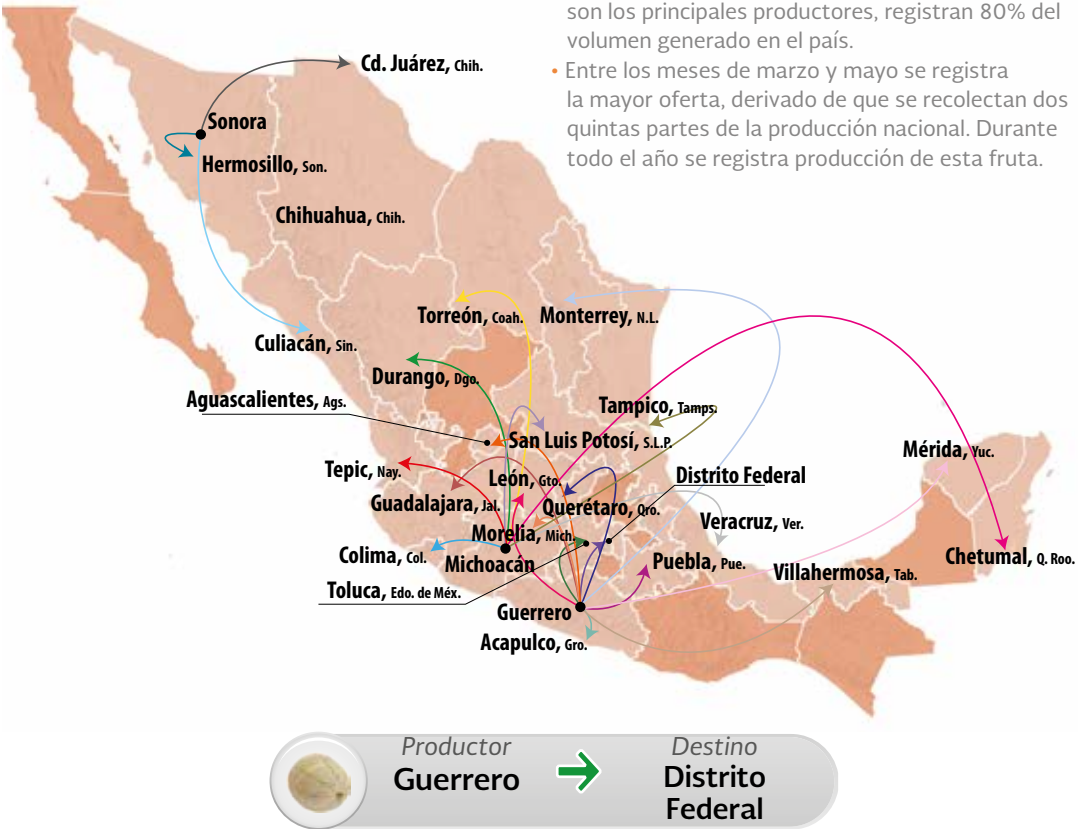 son los principales productores, registran 80% del
volumen generado en el país.
• Entre los meses de marzo y mayo se registra
la mayor oferta, derivado de que se recolectan dos
quintas partes de la producción nacional. Durante
todo el año se registra producción de esta fruta.
Cd. Juárez, Chih.
Sonora
Hermosillo, Son.
Chihuahua, Chih.
Torreón, Coah.
Monterrey, N.L.
Culiacán, Sin.
Durango, Dgo.
Aguascalientes, Ags.
Tampico, Tamps.
San Luis Potosí, S.L.P.
Mérida, Yuc.
Tepic, Nay.
León, Gto.
Distrito Federal
Guadalajara, Jal.
Querétaro, Qro.
Veracruz, Ver.
Morelia, Mich.
Colima, Col.
Michoacán
Puebla, Pue.
Villahermosa, Tab.
Chetumal, Q. Roo.
Toluca, Edo. de Méx.
Guerrero
Acapulco, Gro.
Productor
Guerrero
Destino
Distrito
Federal